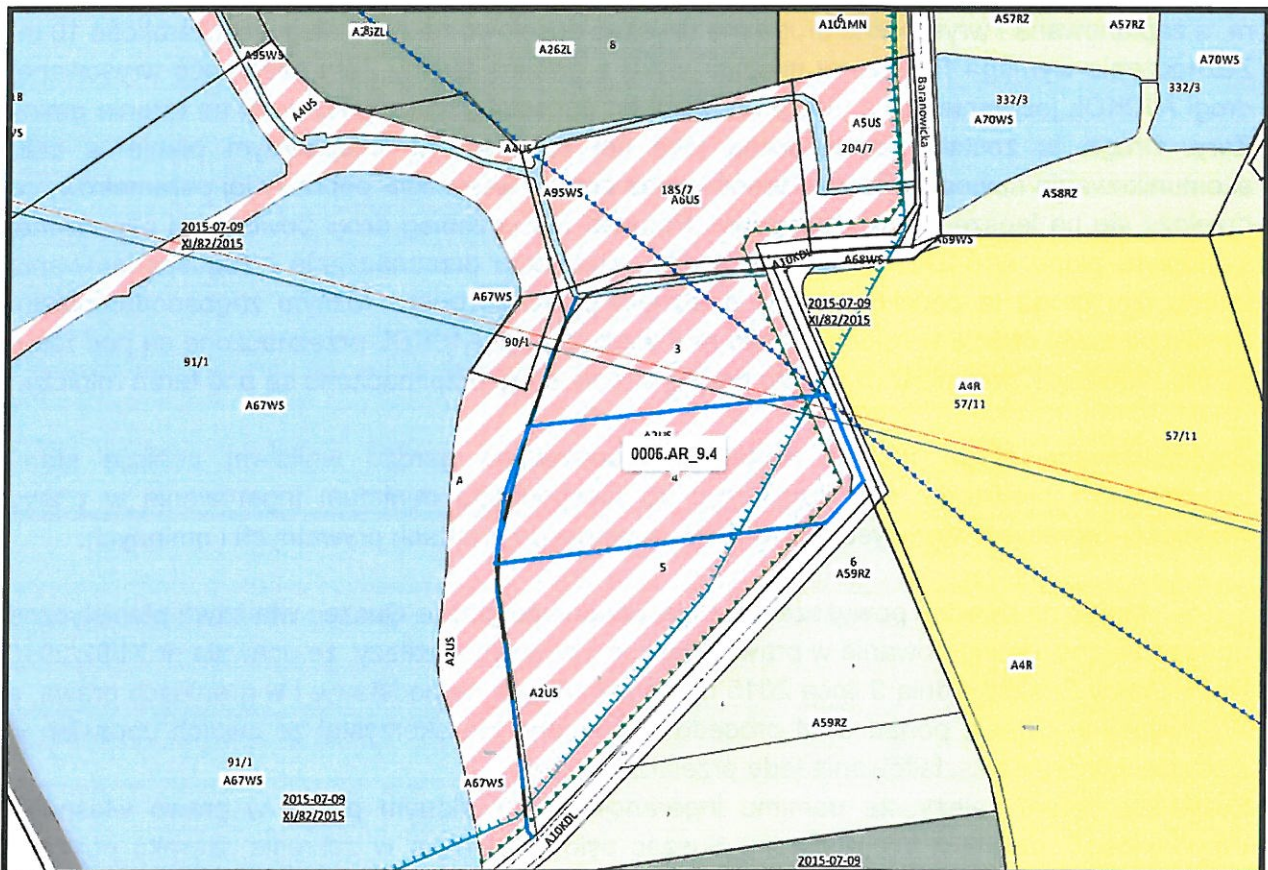 A26ZL
A26ZL
8
6
A101MN
A57RZ
A57RZ
A70WS
332/3
332/3
A70WS
A95WS
A4US
A4US
A95WS
185/7
A6US
A5US
204/7
Baranowicka
A58RZ
A69WS
A68WS
A10KDL
2015-07-09
XI/82/2015
A67WS
90/1
3
2015-07-09
XI/82/2015
91/1
A67WS
A4R
57/11
57/11
A2US
0006.AR_9.4
4
A
5
6
A59RZ
A2US
A2US
A4R
A59RZ
91/1
A67WS
A67WS
2015-07-09
XI/82/2015
A10KDL
2015-07-09